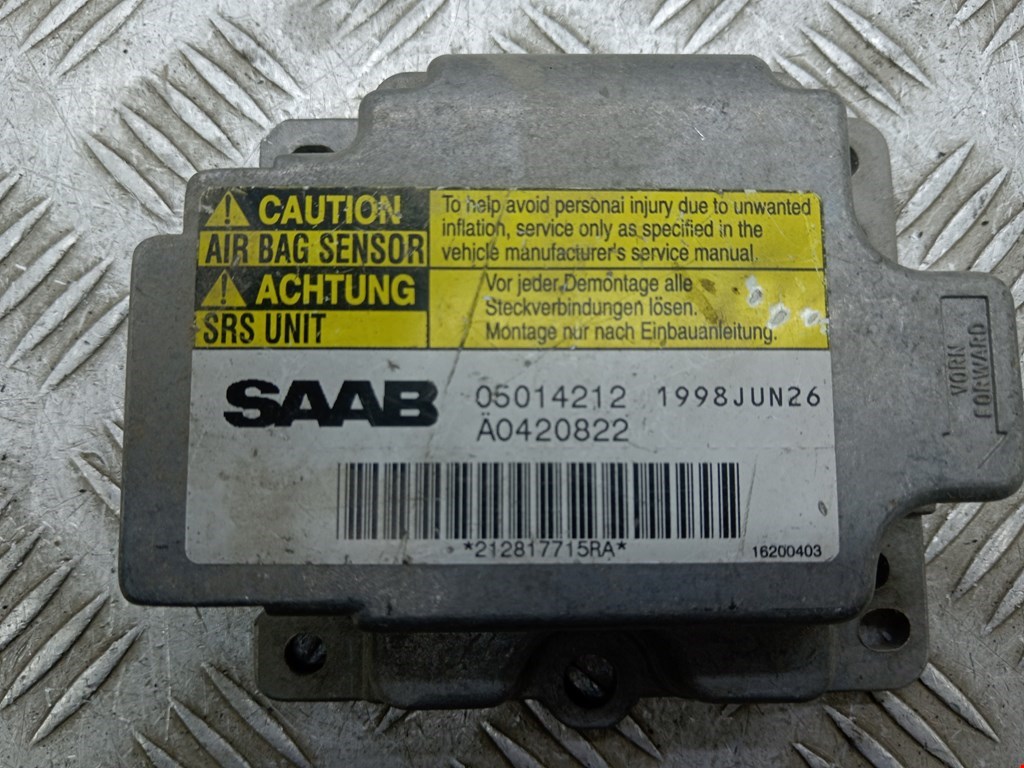 CAUTION
AIR BAG SENSOR
To help avoid personal injury due to unwanted
inflation, service only as specified in the
vehicle manufacturer's service manual.
ACHTUNG
SRS UNIT
Vor jeder Demöntage alle
Steckverbindungen lösen.
Montage nur nach Einbauanleitung.
SAAB
05014212 1998JUN26
Ä0420822
*212817715RA*
16200403
VORN
FORWARD